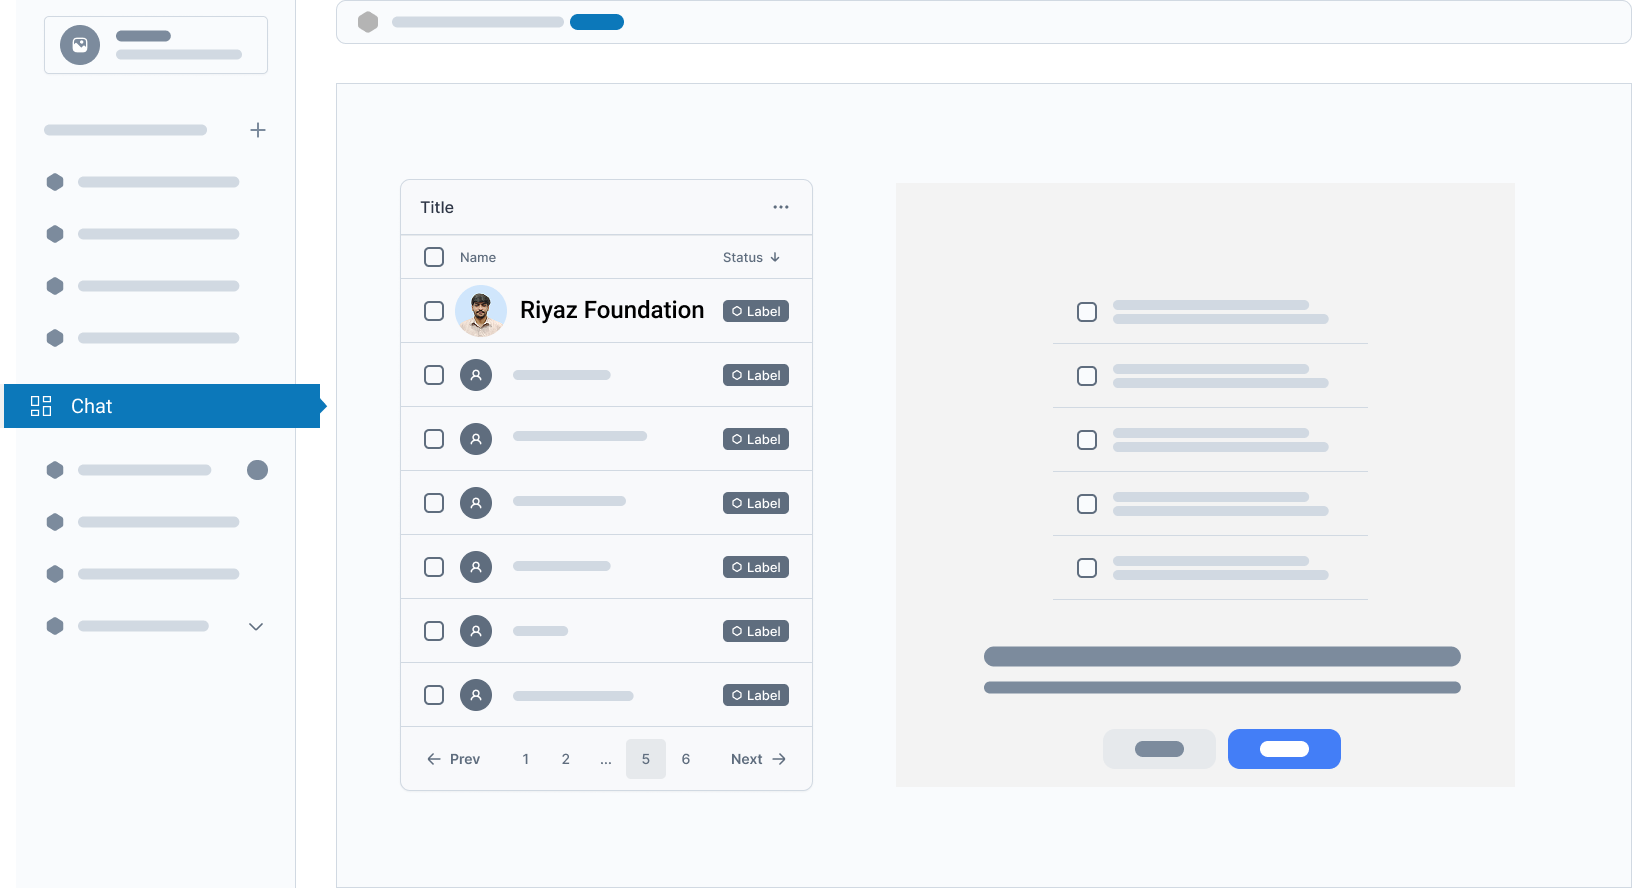 Chat
Title
Name Status
Riyaz Foundation Label
Label
Label
Label
Label
Label
Label
Prev 1 2 ... 5 6 Next